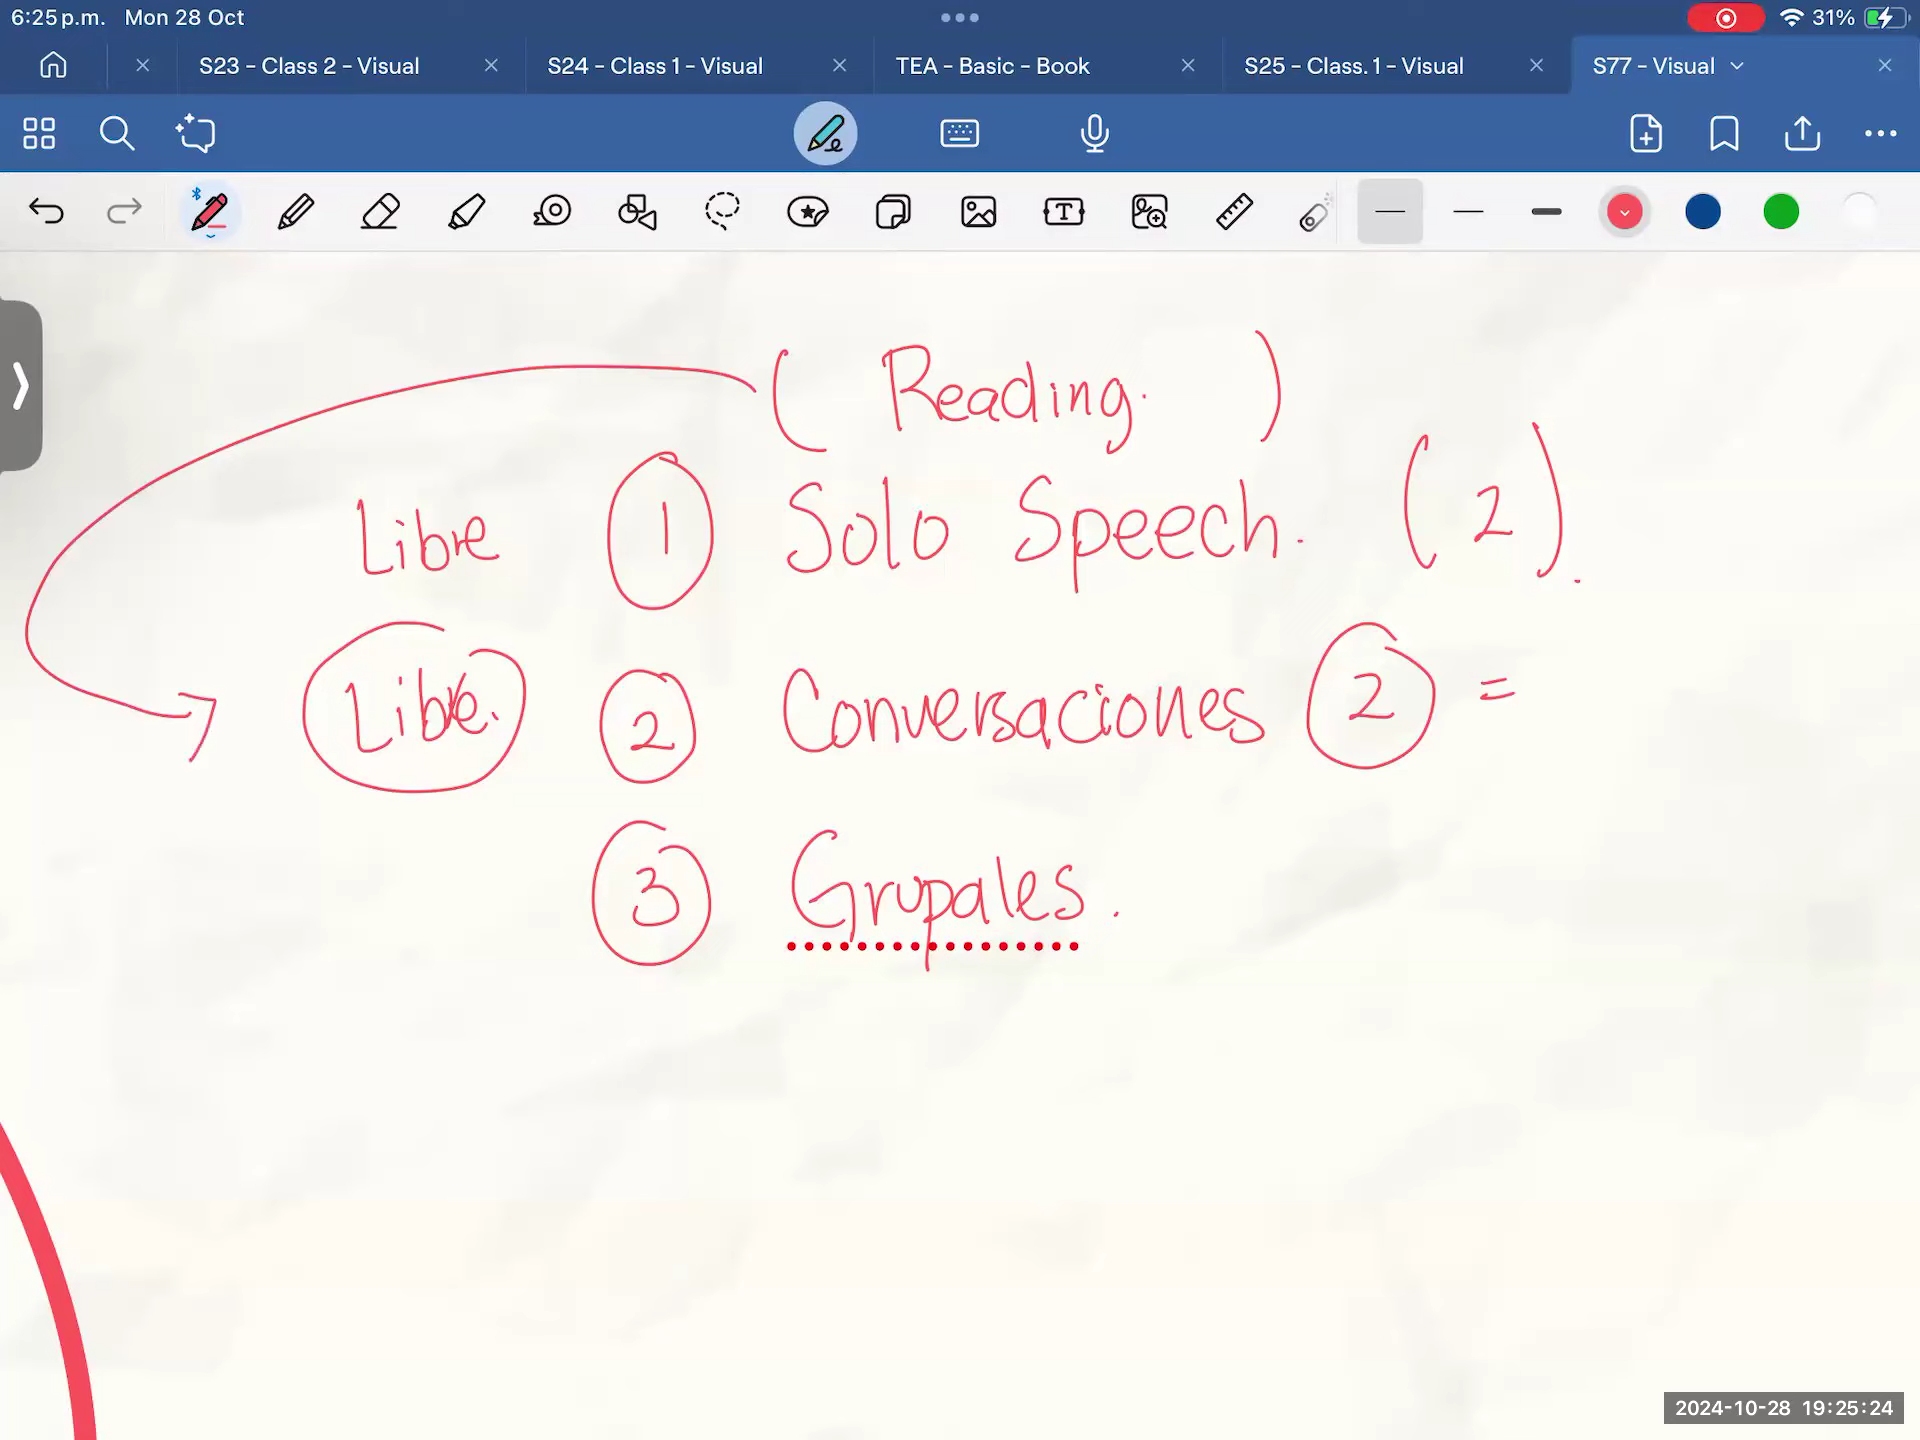 6:25 p.m. Mon 28 Oct
31%
S23 – Class 2 – Visual
S24 – Class 1 – Visual
TEA – Basic – Book
S25 – Class. 1 – Visual
S77 – Visual
( Reading. )
Libre 1 Solo Speech. (2).
Libre. 2 Conversaciones 2 =
3 Grupales.
2024-10-28 19:25:24